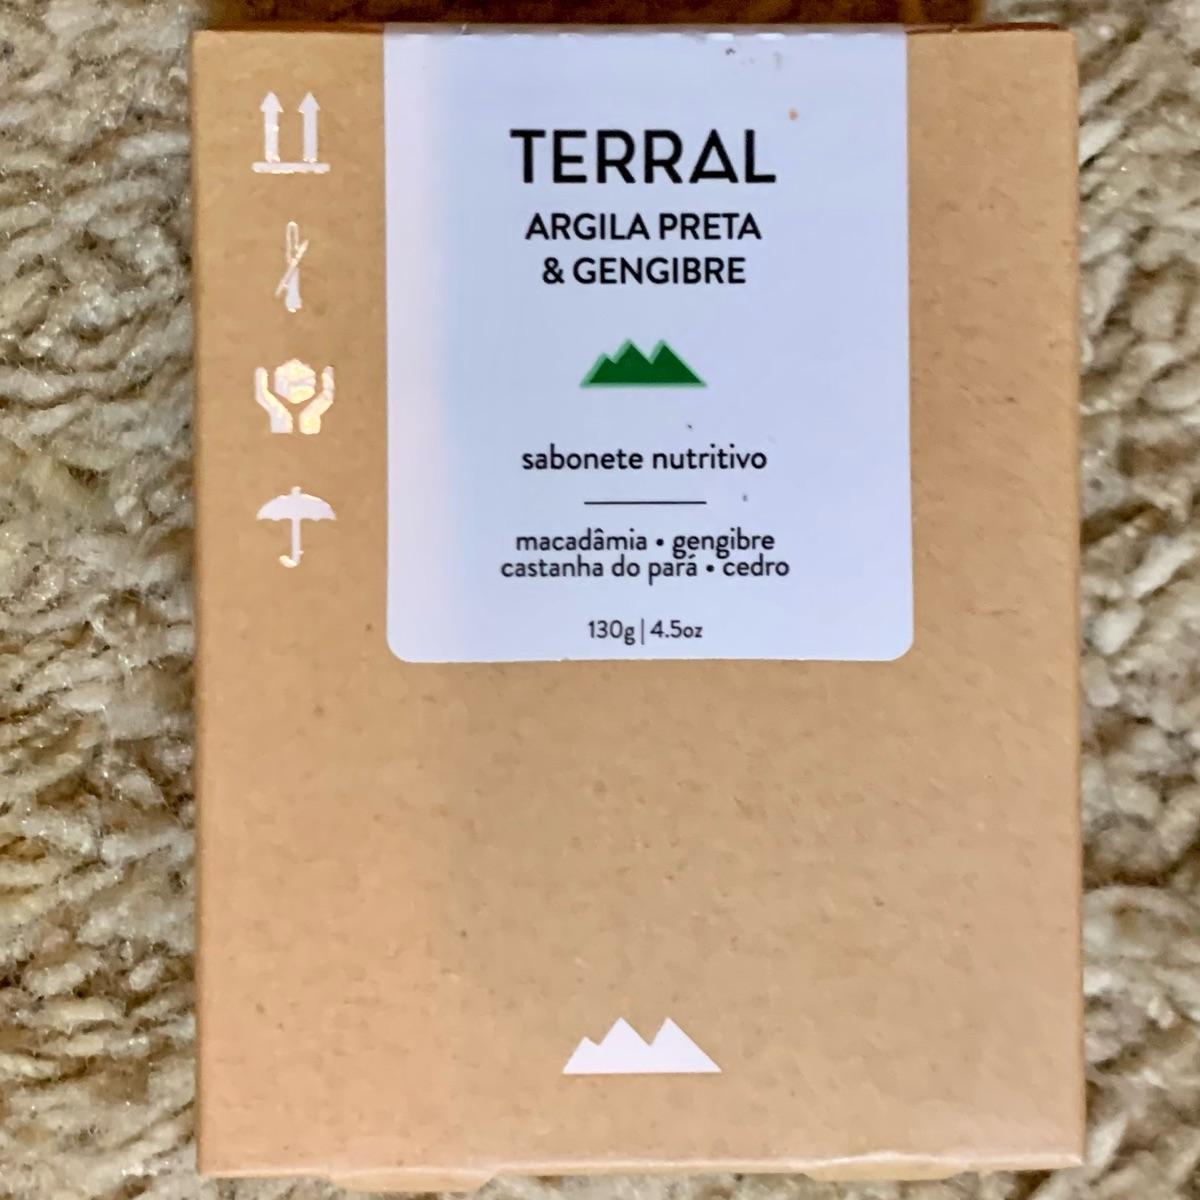 TERRAL
ARGILA PRETA
& GENGIBRE
sabonete nutritivo
macadâmia • gengibre
castanha do pará • cedro
130g | 4.5oz